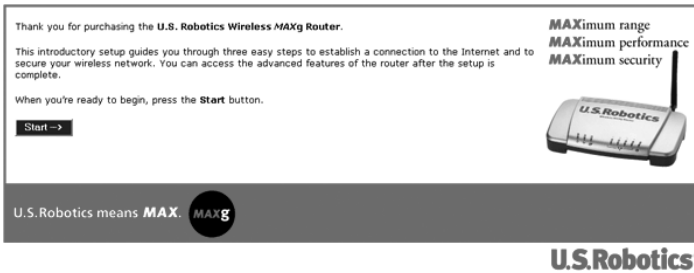 Thank you for purchasing the U.S. Robotics Wireless MAXg Router.
This introductory setup guides you through three easy steps to establish a connection to the Internet and to
secure your wireless network. You can access the advanced features of the router after the setup is
complete.
When you're ready to begin, press the Start button.
Start -->
MAXimum range
MAXimum performance
MAXimum security
U.S.Robotics
U.S.Robotics means MAX.
MAXg
U.S.Robotics